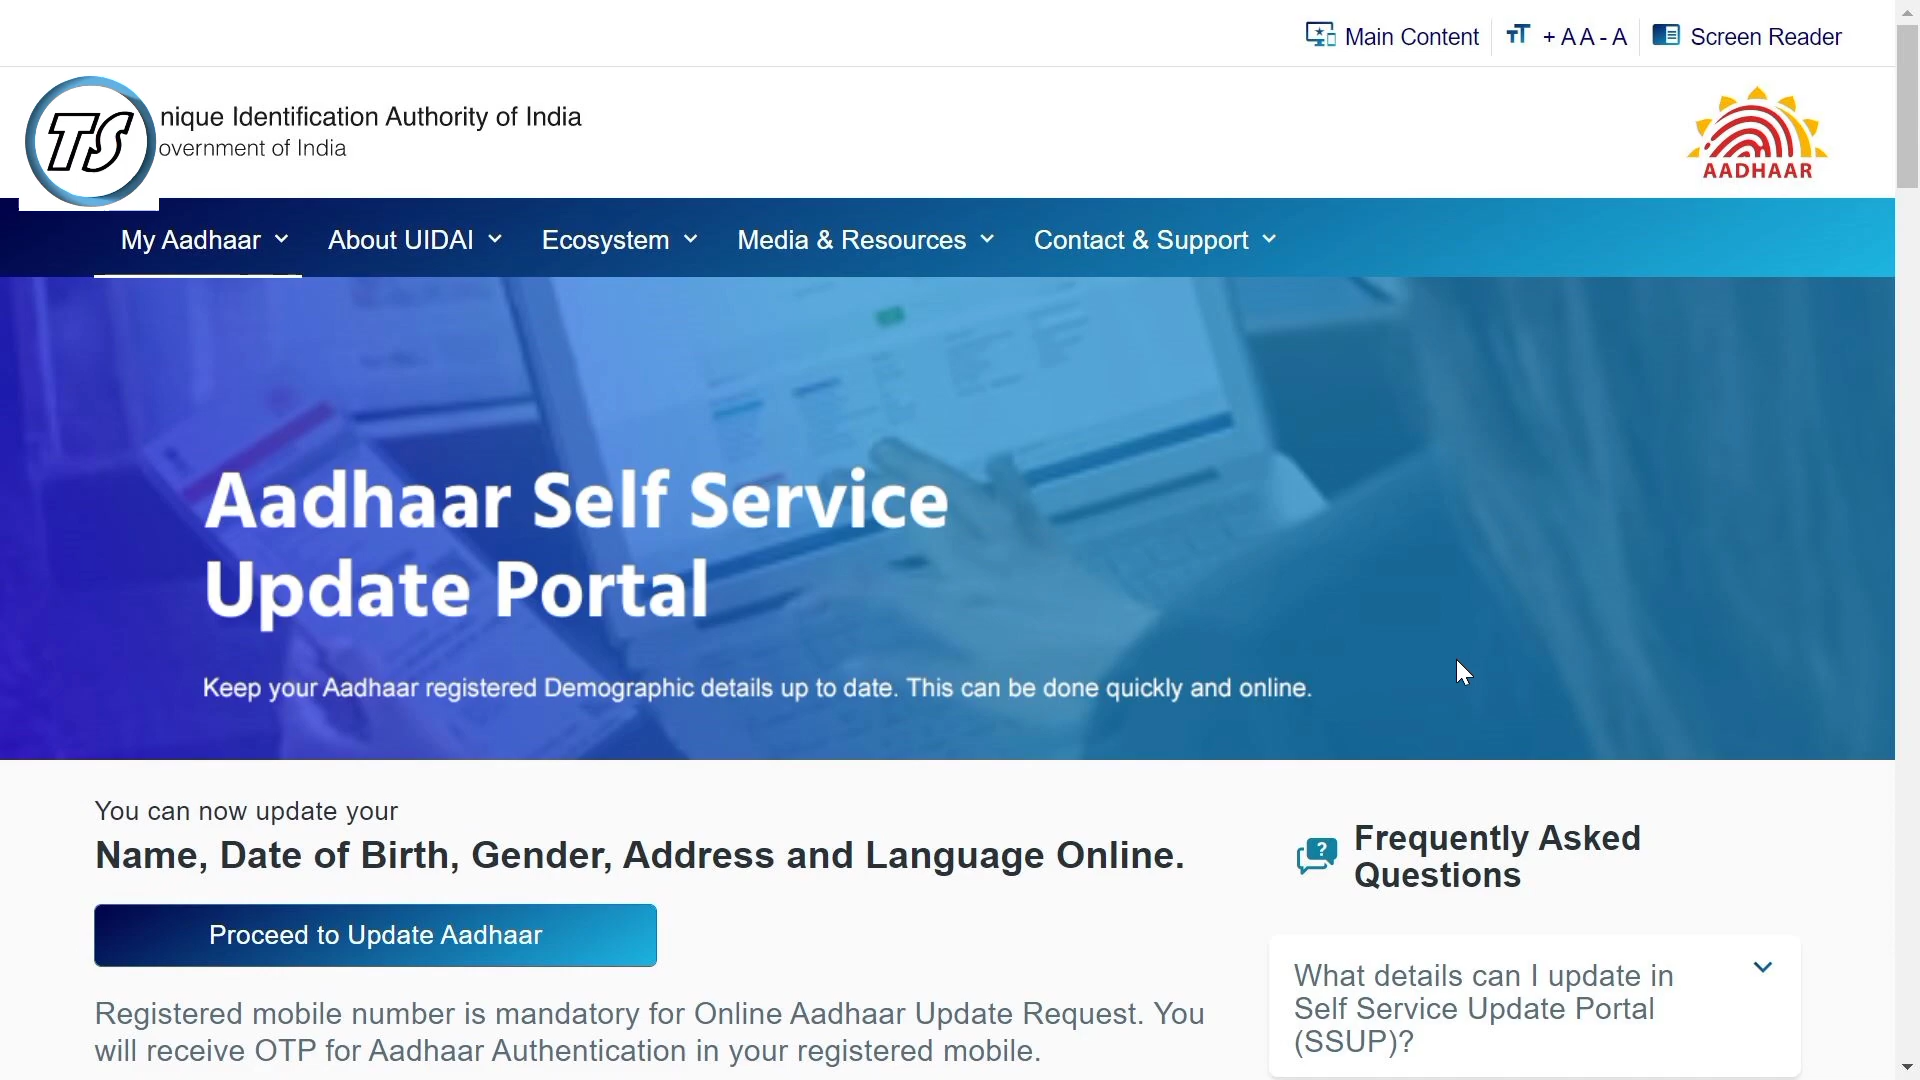 Main Content
+ A A - A
Screen Reader
TS
nique Identification Authority of India
overnment of India
AADHAAR
My Aadhaar
About UIDAI
Ecosystem
Media & Resources
Contact & Support
Aadhaar Self Service
Update Portal
Keep your Aadhaar registered Demographic details up to date. This can be done quickly and online.
You can now update your
Name, Date of Birth, Gender, Address and Language Online.
Proceed to Update Aadhaar
Registered mobile number is mandatory for Online Aadhaar Update Request. You
will receive OTP for Aadhaar Authentication in your registered mobile.
Frequently Asked
Questions
What details can I update in
Self Service Update Portal
(SSUP)?